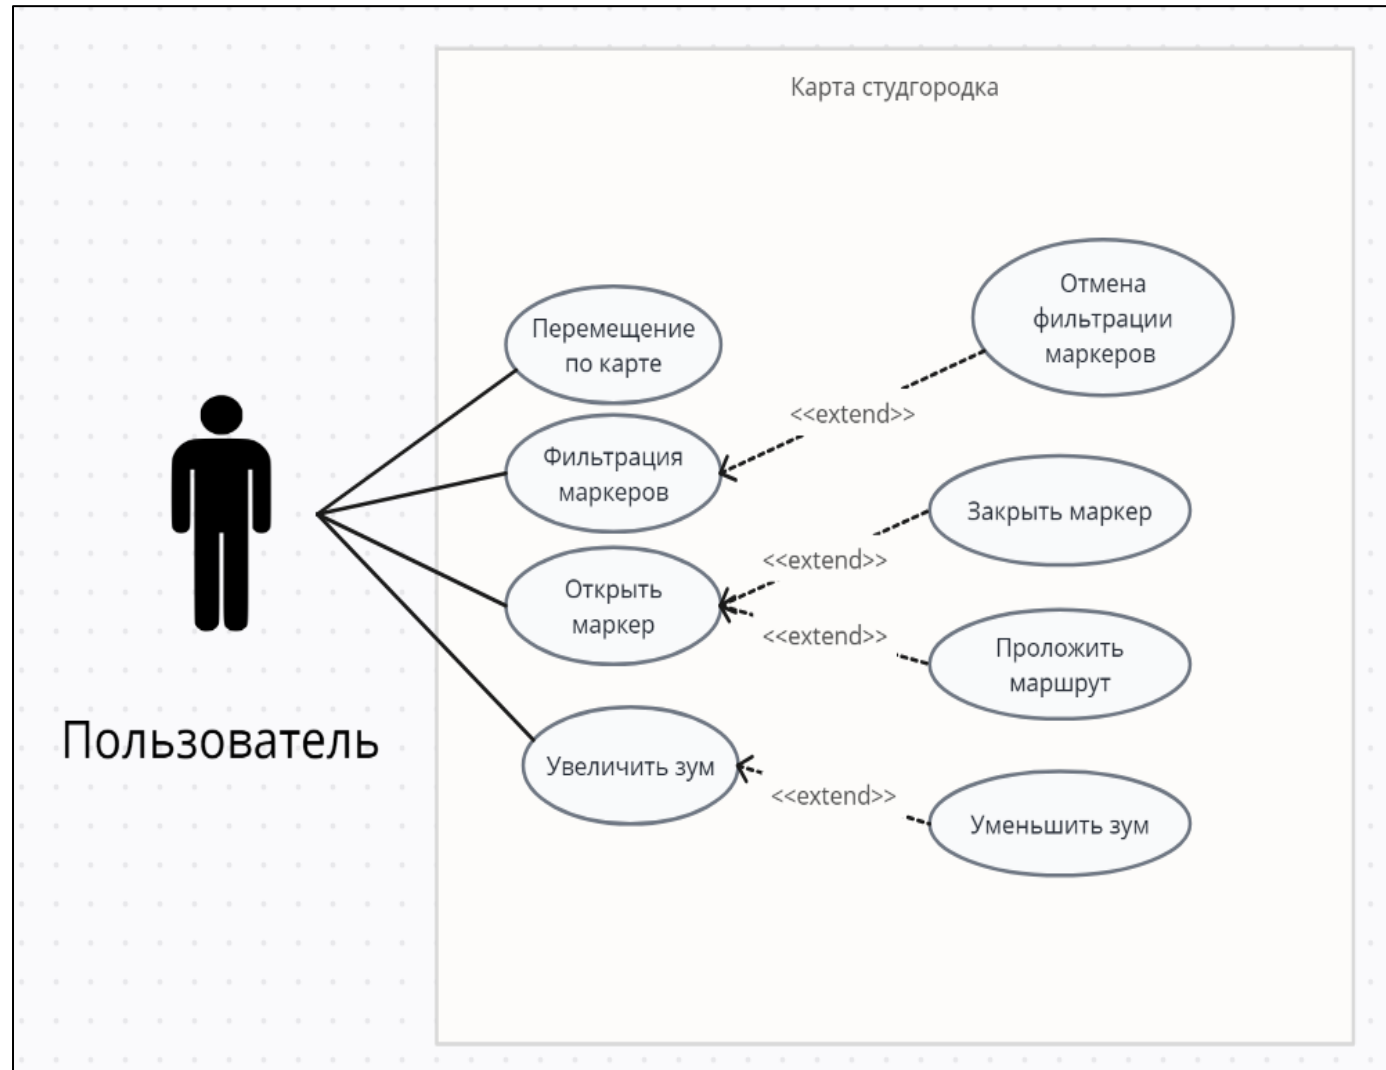 Карта студгородка
Отмена
фильтрации
маркеров
Перемещение
по карте
<<extend>>
Фильтрация
маркеров
Закрыть маркер
<<extend>>
Открыть
маркер
<<extend>>
Проложить
маршрут
Пользователь
Увеличить зум
<<extend>>
Уменьшить зум